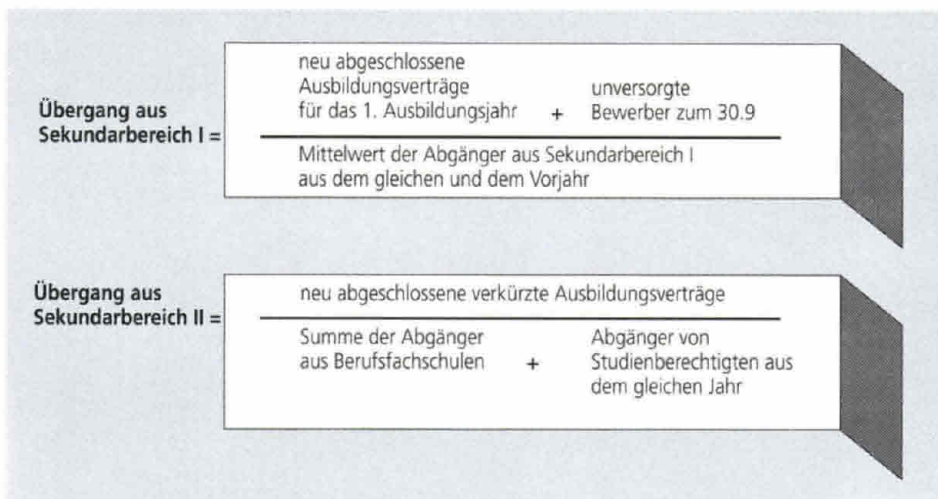 Übergang aus
Sekundarbereich I =
neu abgeschlossene
Ausbildungsverträge
für das 1. Ausbildungsjahr + unversorgte
Bewerber zum 30.9
Mittelwert der Abgänger aus Sekundarbereich I
aus dem gleichen und dem Vorjahr
Übergang aus
Sekundarbereich II =
neu abgeschlossene verkürzte Ausbildungsverträge
Summe der Abgänger
aus Berufsfachschulen + Abgänger von
Studienberechtigten aus
dem gleichen Jahr